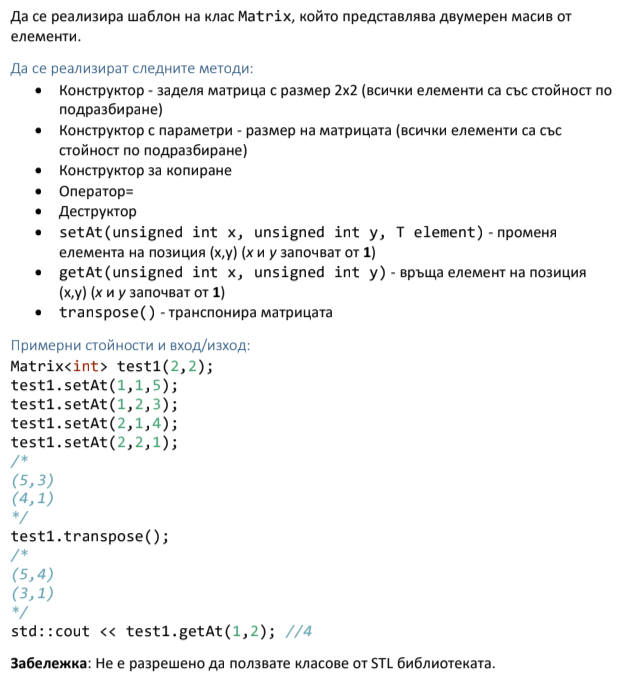 Да се реализира шаблон на клас Matrix, който представлява двумерен масив от
елементи.
Да се реализират следните методи:
• Конструктор - заделя матрица с размер 2x2 (всички елементи са със стойност по
подразбиране)
• Конструктор с параметри - размер на матрицата (всички елементи са със
стойност по подразбиране)
• Конструктор за копиране
• Оператор=
• Деструктор
• setAt(unsigned int x, unsigned int y, T element) - променя
елемента на позиция (x,y) (x и y започват от 1)
• getAt(unsigned int x, unsigned int y) - връща елемент на позиция
(x,y) (x и y започват от 1)
• transpose() - транспонира матрицата
Примерни стойности и вход/изход:
Matrix<int> test1(2,2);
test1.setAt(1,1,5);
test1.setAt(1,2,3);
test1.setAt(2,1,4);
test1.setAt(2,2,1);
/*
(5,3)
(4,1)
*/
test1.transpose();
/*
(5,4)
(3,1)
*/
std::cout << test1.getAt(1,2); //4
Забележка: Не е разрешено да ползвате класове от STL библиотеката.